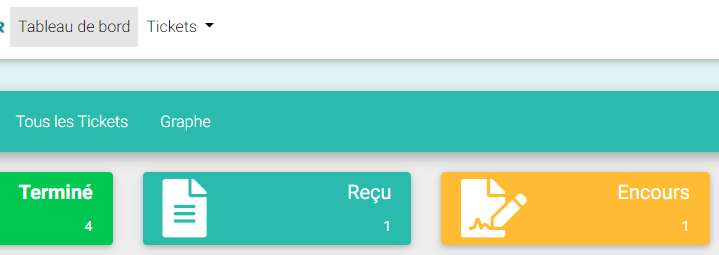 Tableau de bord Tickets
Tous les Tickets Graphe
Terminé Reçu Encours
4 1 1